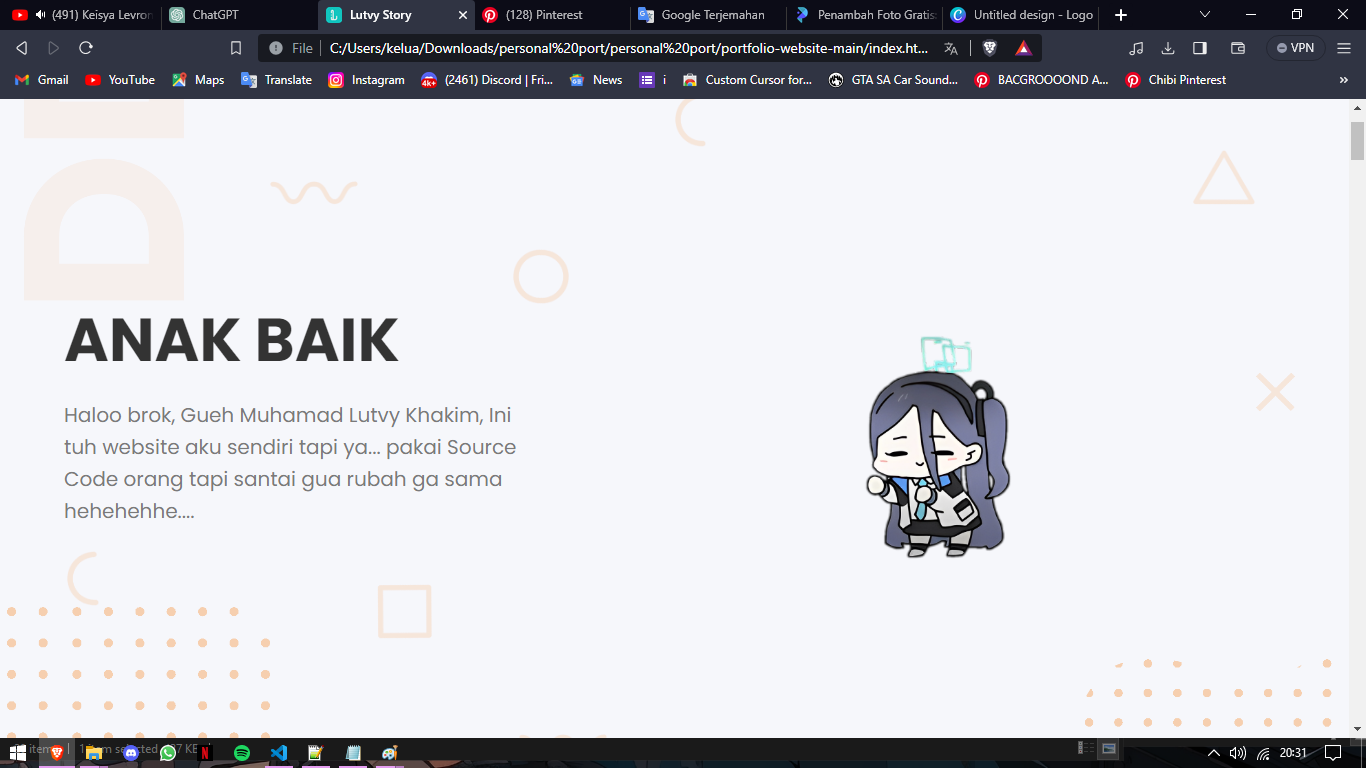 (491) Keisya Levron
ChatGPT
Lutvy Story
(128) Pinterest
Google Terjemahan
Penambah Foto Gratis
Untitled design - Logo
File
C:/Users/kelua/Downloads/personal%20port/personal%20port/portfolio-website-main/index.ht...
VPN
Gmail
YouTube
Maps
Translate
Instagram
4K+
(2461) Discord | Fri...
News
i
Custom Cursor for...
GTA SA Car Sound...
BACGROOOOND A...
Chibi Pinterest
»
D
ANAK BAIK
Haloo brok, Gueh Muhamad Lutvy Khakim, Ini
tuh website aku sendiri tapi ya... pakai Source
Code orang tapi santai gua rubah ga sama
hehehehhe....
20:31